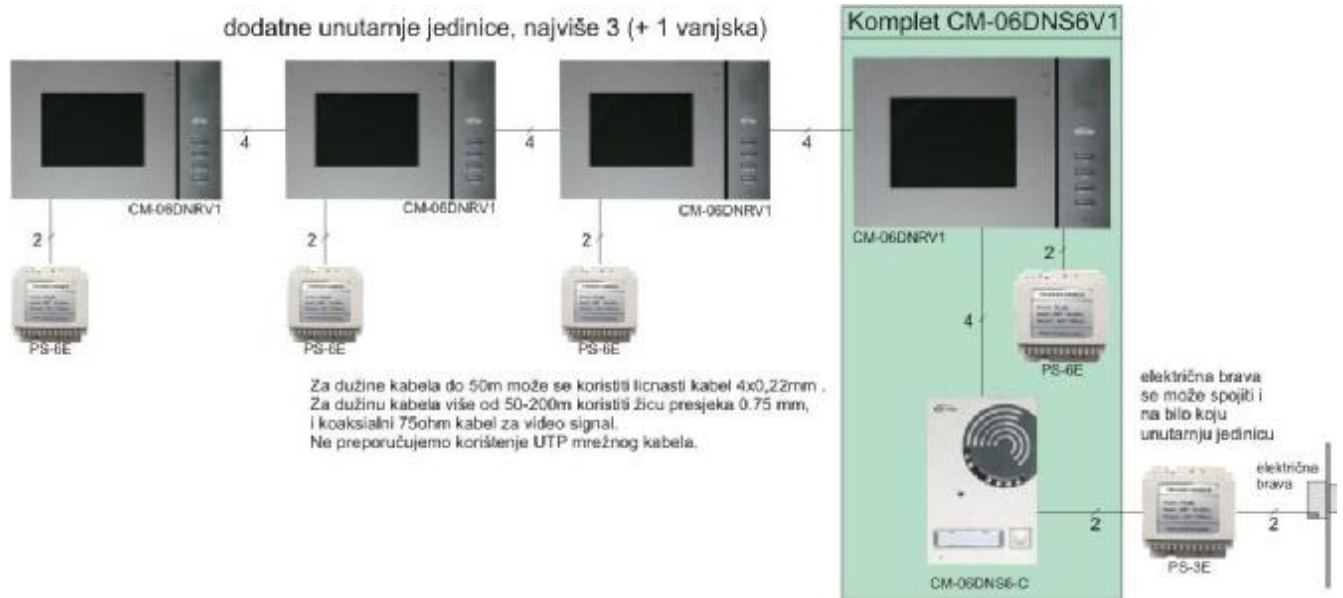 dodatne unutarnje jedinice, najviše 3 (+ 1 vanjska)
Komplet CM-06DNS6V1
4
4
4
CM-06DNRV1
CM-06DNRV1
CM-06DNRV1
CM-06DNRV1
2
2
2
2
4
PS-6E
PS-6E
PS-6E
PS-6E
Za dužine kabela do 50m može se koristiti licnasti kabel 4x0,22mm .
Za dužinu kabela više od 50-200m koristiti žicu presjeka 0.75 mm,
i koaksialni 75ohm kabel za video signal.
Ne preporučujemo korištenje UTP mrežnog kabela.
električna brava
se može spojiti i
na bilo koju
unutarnju jedinicu
električna
brava
2
2
CM-06DNS6-C
PS-3E